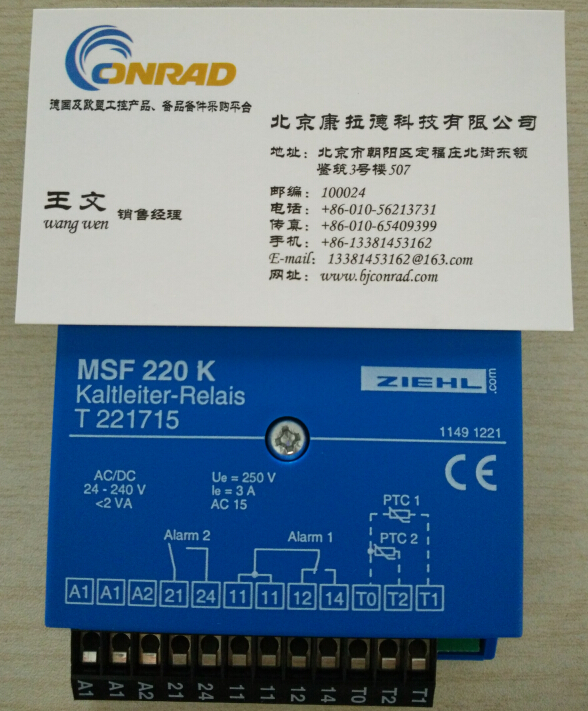 CONRAD
德国及欧盟工控产品、备品备件采购平台
北京康拉德科技有限公司
地址：北京市朝阳区定福庄北街东领
鉴筑3号楼507
王文 销售经理
wang wen
邮编：100024
电话：+86-010-56213731
传真：+86-010-65409399
手机：+86-13381453162
E-mail：13381453162@163.com
网址：www.bjconrad.com
MSF 220 K
Kaltleiter-Relais
T 221715
ZIEHL.com
1149 1221
CE
AC/DC
24 - 240 V
<2 VA
Ue = 250 V
Ie = 3 A
AC 15
PTC 1
PTC 2
Alarm 2
Alarm 1
A1 A1 A2 21 24 11 11 12 14 T0 T2 T1
A1 A1 A2 21 24 11 11 12 14 T0 T2 T1